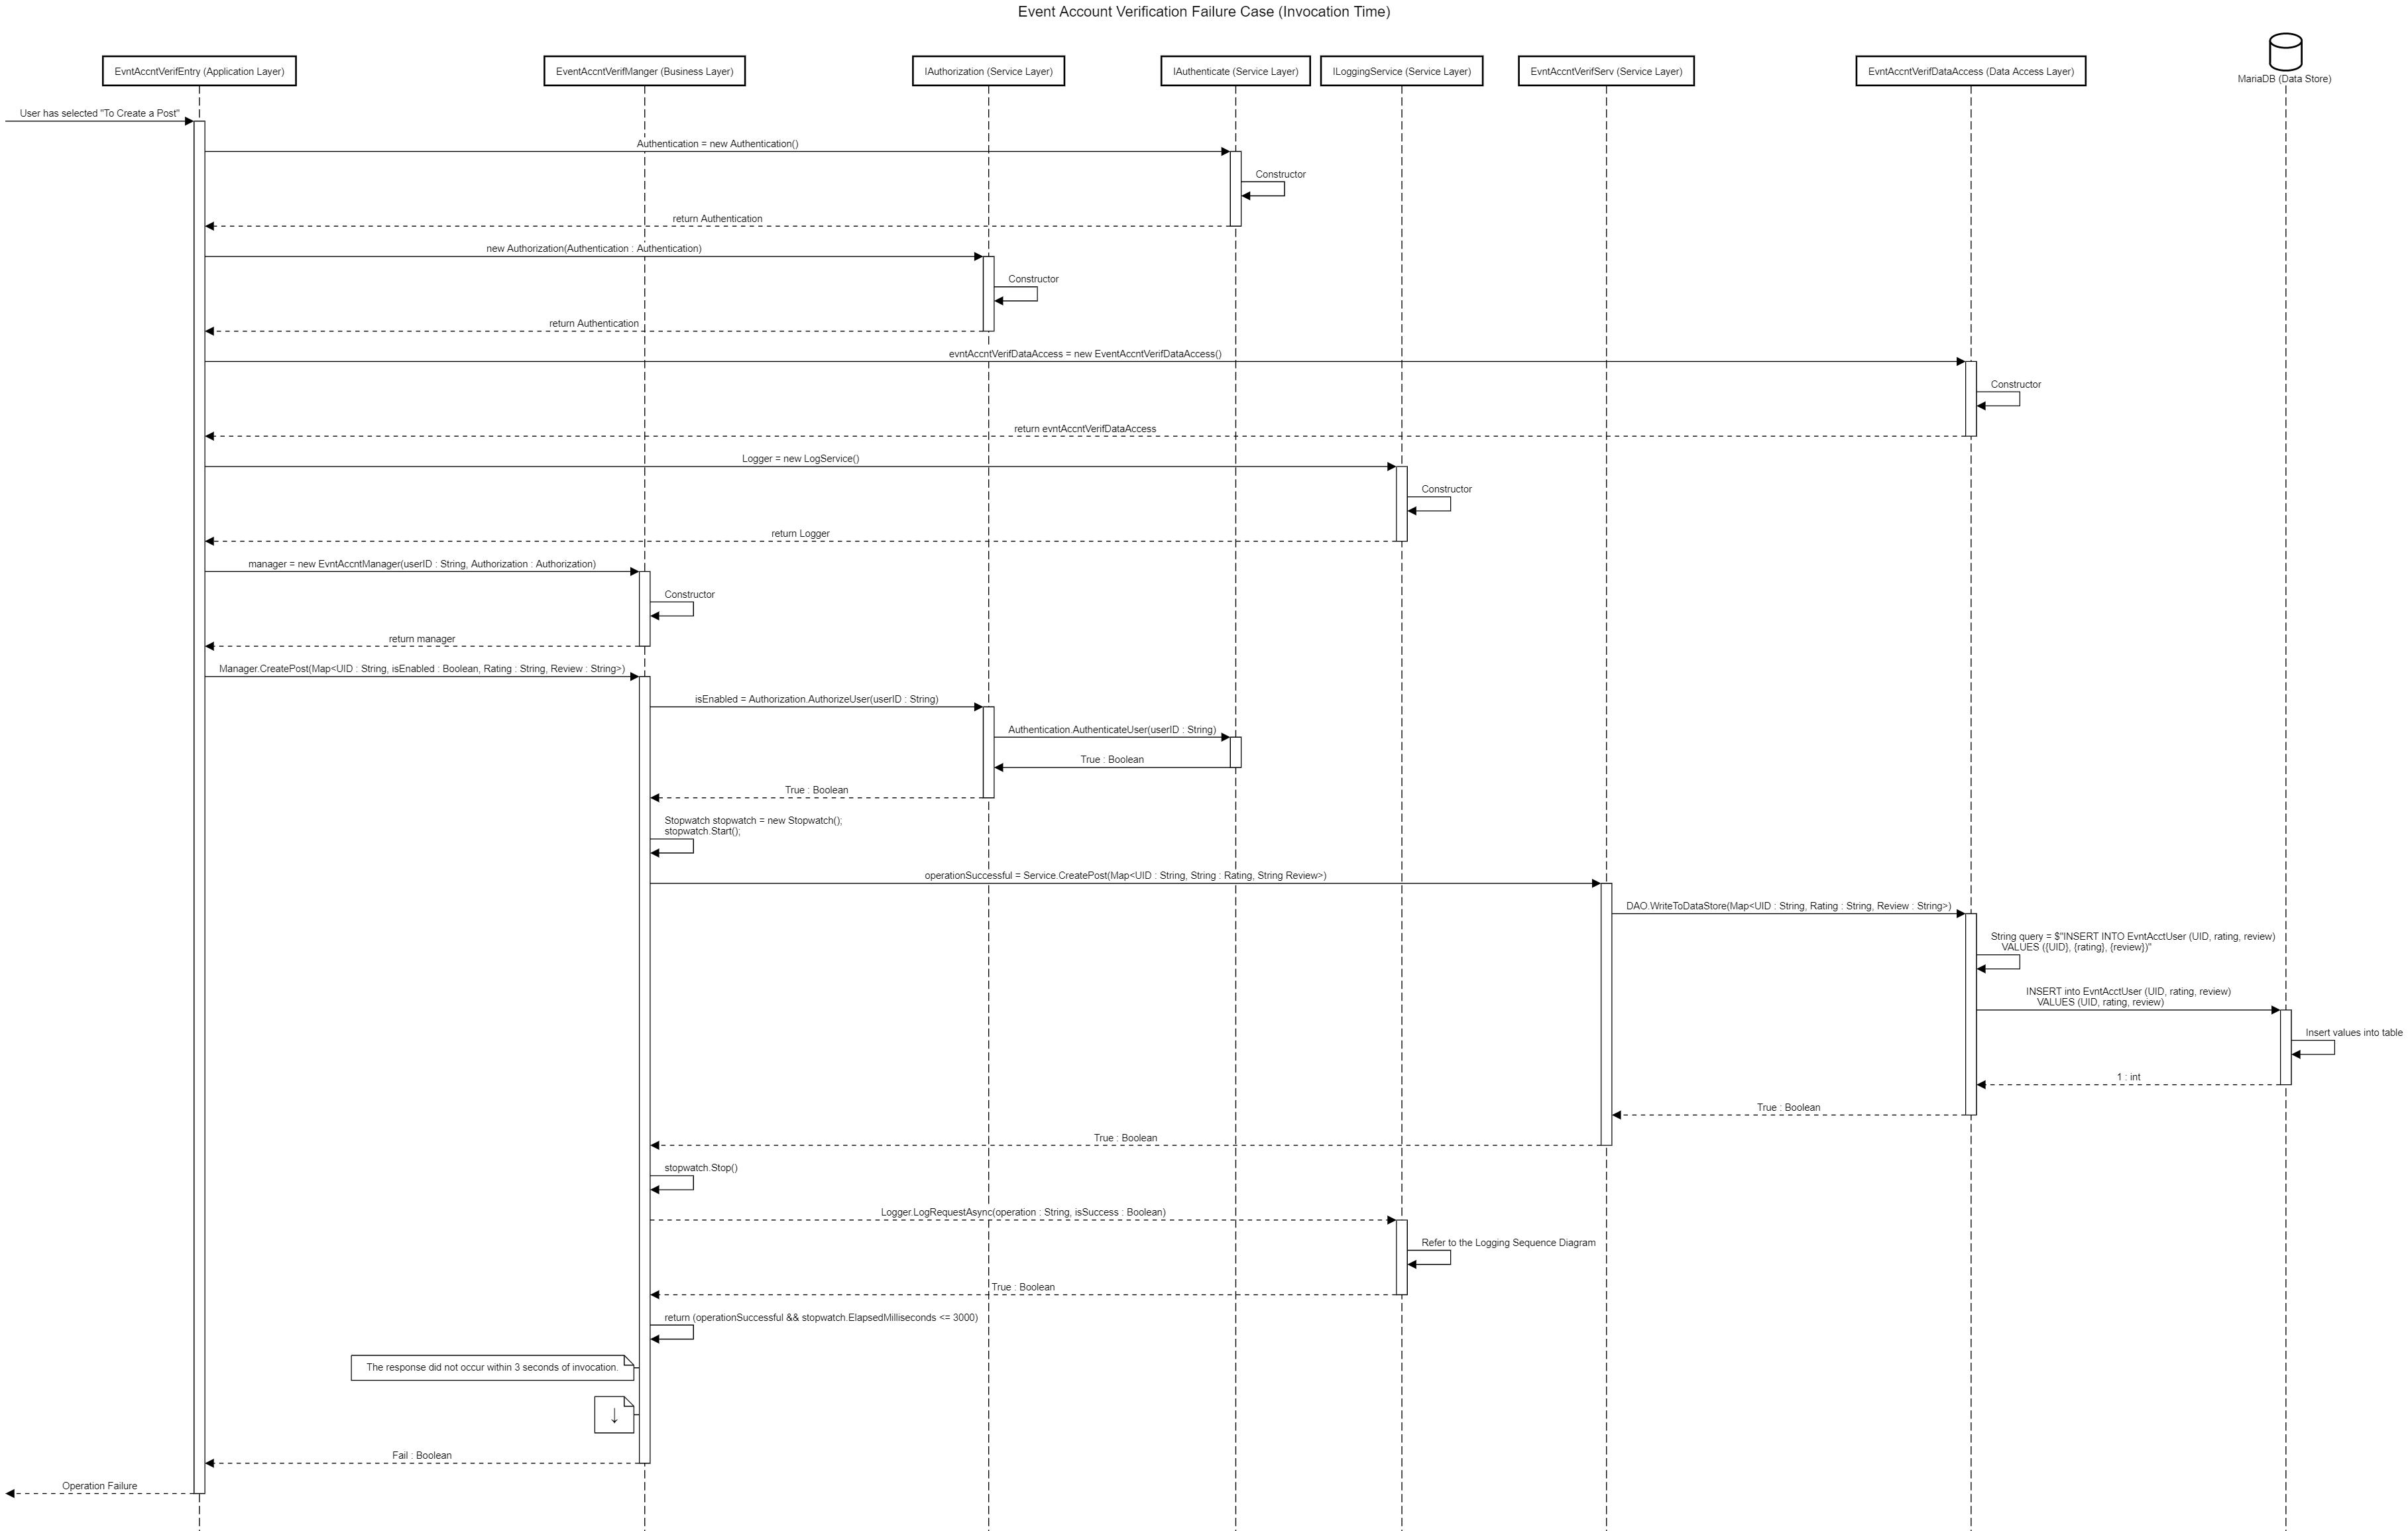 Event Account Verification Failure Case (Invocation Time)
EvntAccntVerifEntry (Application Layer)
EventAccntVerifManger (Business Layer)
IAuthorization (Service Layer)
IAuthenticate (Service Layer)
ILoggingService (Service Layer)
EvntAccntVerifServ (Service Layer)
EvntAccntVerifDataAccess (Data Access Layer)
MariaDB (Data Store)
User has selected "To Create a Post"
Authentication = new Authentication()
Constructor
return Authentication
new Authorization(Authentication : Authentication)
Constructor
return Authentication
evntAccntVerifDataAccess = new EventAccntVerifDataAccess()
Constructor
return evntAccntVerifDataAccess
Logger = new LogService()
Constructor
return Logger
manager = new EvntAccntManager(userID : String, Authorization : Authorization)
Constructor
return manager
Manager.CreatePost(Map<UID : String, isEnabled : Boolean, Rating : String, Review : String>)
isEnabled = Authorization.AuthorizeUser(userID : String)
Authentication.AuthenticateUser(userID : String)
True : Boolean
True : Boolean
Stopwatch stopwatch = new Stopwatch();
stopwatch.Start();
operationSuccessful = Service.CreatePost(Map<UID : String, String : Rating, String Review>)
DAO.WriteToDataStore(Map<UID : String, Rating : String, Review : String>)
String query = $"INSERT INTO EvntAcctUser (UID, rating, review)
VALUES ({UID}, {rating}, {review})"
INSERT into EvntAcctUser (UID, rating, review)
VALUES (UID, rating, review)
Insert values into table
1 : int
True : Boolean
True : Boolean
stopwatch.Stop()
Logger.LogRequestAsync(operation : String, isSuccess : Boolean)
Refer to the Logging Sequence Diagram
True : Boolean
return (operationSuccessful && stopwatch.ElapsedMilliseconds <= 3000)
The response did not occur within 3 seconds of invocation.
↓
Fail : Boolean
Operation Failure